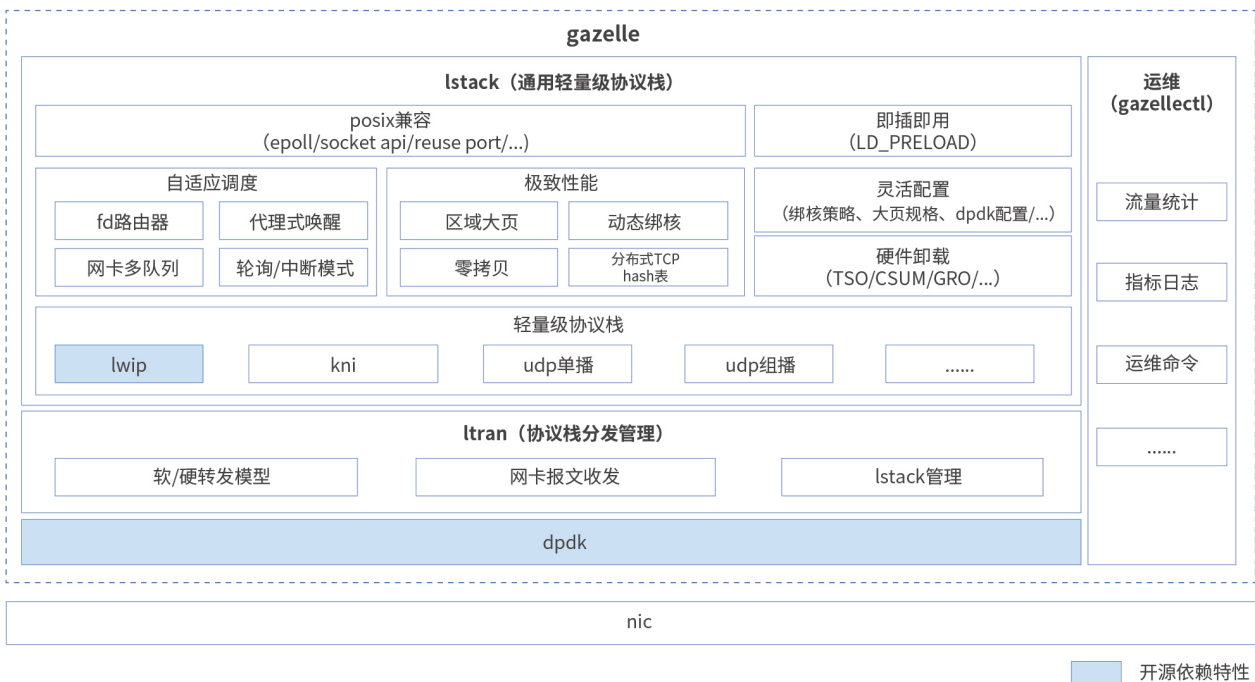 gazelle
lstack（通用轻量级协议栈）
posix兼容
（epoll/socket api/reuse port/...)
即插即用
（LD_PRELOAD）
自适应调度
fd路由器
代理式唤醒
网卡多队列
轮询/中断模式
极致性能
区域大页
动态绑核
零拷贝
分布式TCP
hash表
灵活配置
（绑核策略、大页规格、dpdk配置/...）
硬件卸载
（TSO/CSUM/GRO/...）
轻量级协议栈
lwip
kni
udp单播
udp组播
......
ltran（协议栈分发管理）
软/硬转发模型
网卡报文收发
lstack管理
dpdk
运维
（gazellectl）
流量统计
指标日志
运维命令
......
nic
开源依赖特性